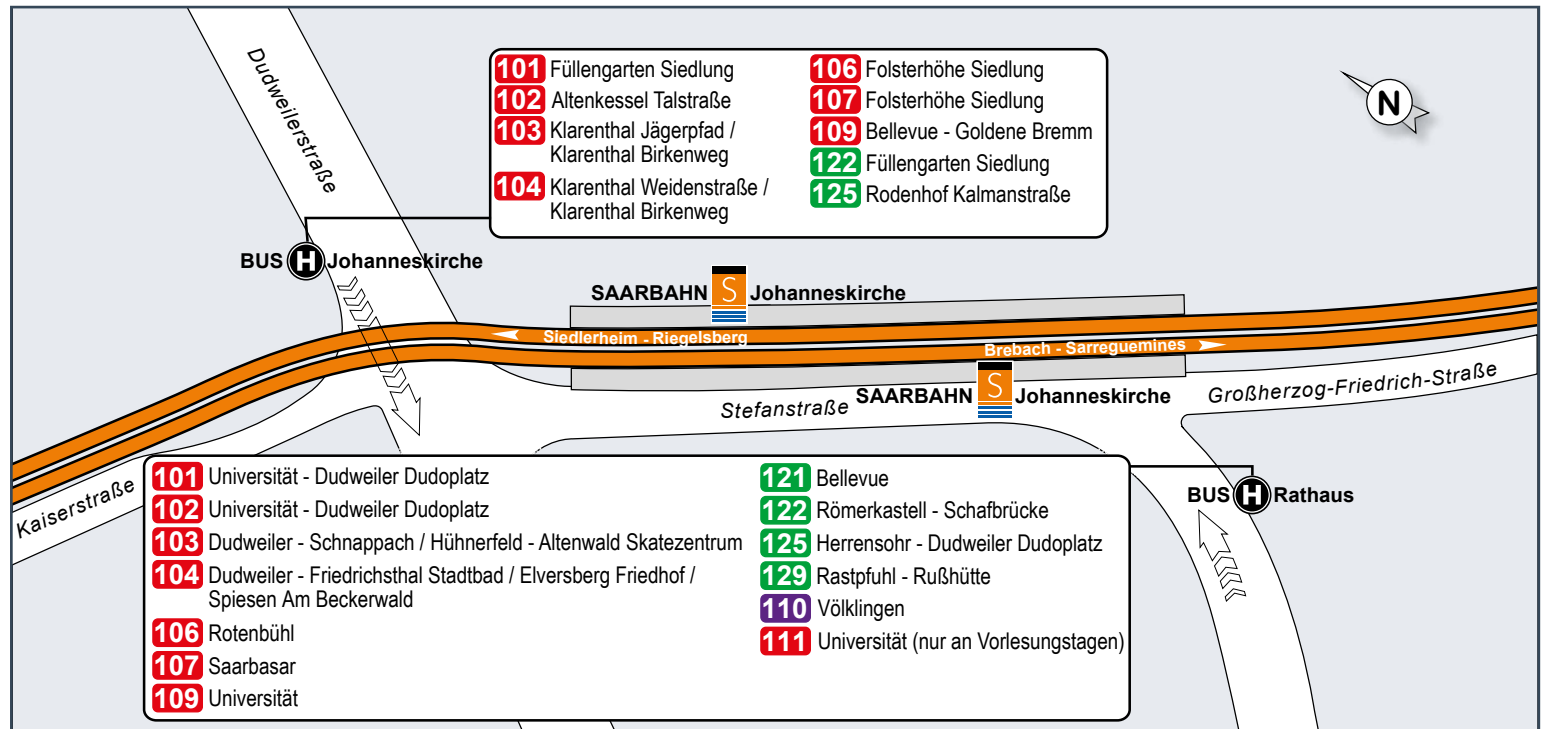 Dudweilerstraße
101 Füllengarten Siedlung
102 Altenkessel Talstraße
103 Klarenthal Jägerpfad /
Klarenthal Birkenweg
104 Klarenthal Weidenstraße /
Klarenthal Birkenweg
106 Folsterhöhe Siedlung
107 Folsterhöhe Siedlung
109 Bellevue - Goldene Bremm
122 Füllengarten Siedlung
125 Rodenhof Kalmanstraße
N
BUS H Johanneskirche
SAARBAHN S Johanneskirche
Siedlerheim - Riegelsberg
Brebach - Sarreguemines
SAARBAHN S Johanneskirche
Stefanstraße
Großherzog-Friedrich-Straße
Kaiserstraße
101 Universität - Dudweiler Dudoplatz
102 Universität - Dudweiler Dudoplatz
103 Dudweiler - Schnappach / Hühnerfeld - Altenwald Skatezentrum
104 Dudweiler - Friedrichsthal Stadtbad / Elversberg Friedhof /
Spiesen Am Beckerwald
106 Rotenbühl
107 Saarbasar
109 Universität
121 Bellevue
122 Römerkastell - Schafbrücke
125 Herrensohr - Dudweiler Dudoplatz
129 Rastpfuhl - Rußhütte
110 Völklingen
111 Universität (nur an Vorlesungstagen)
BUS H Rathaus